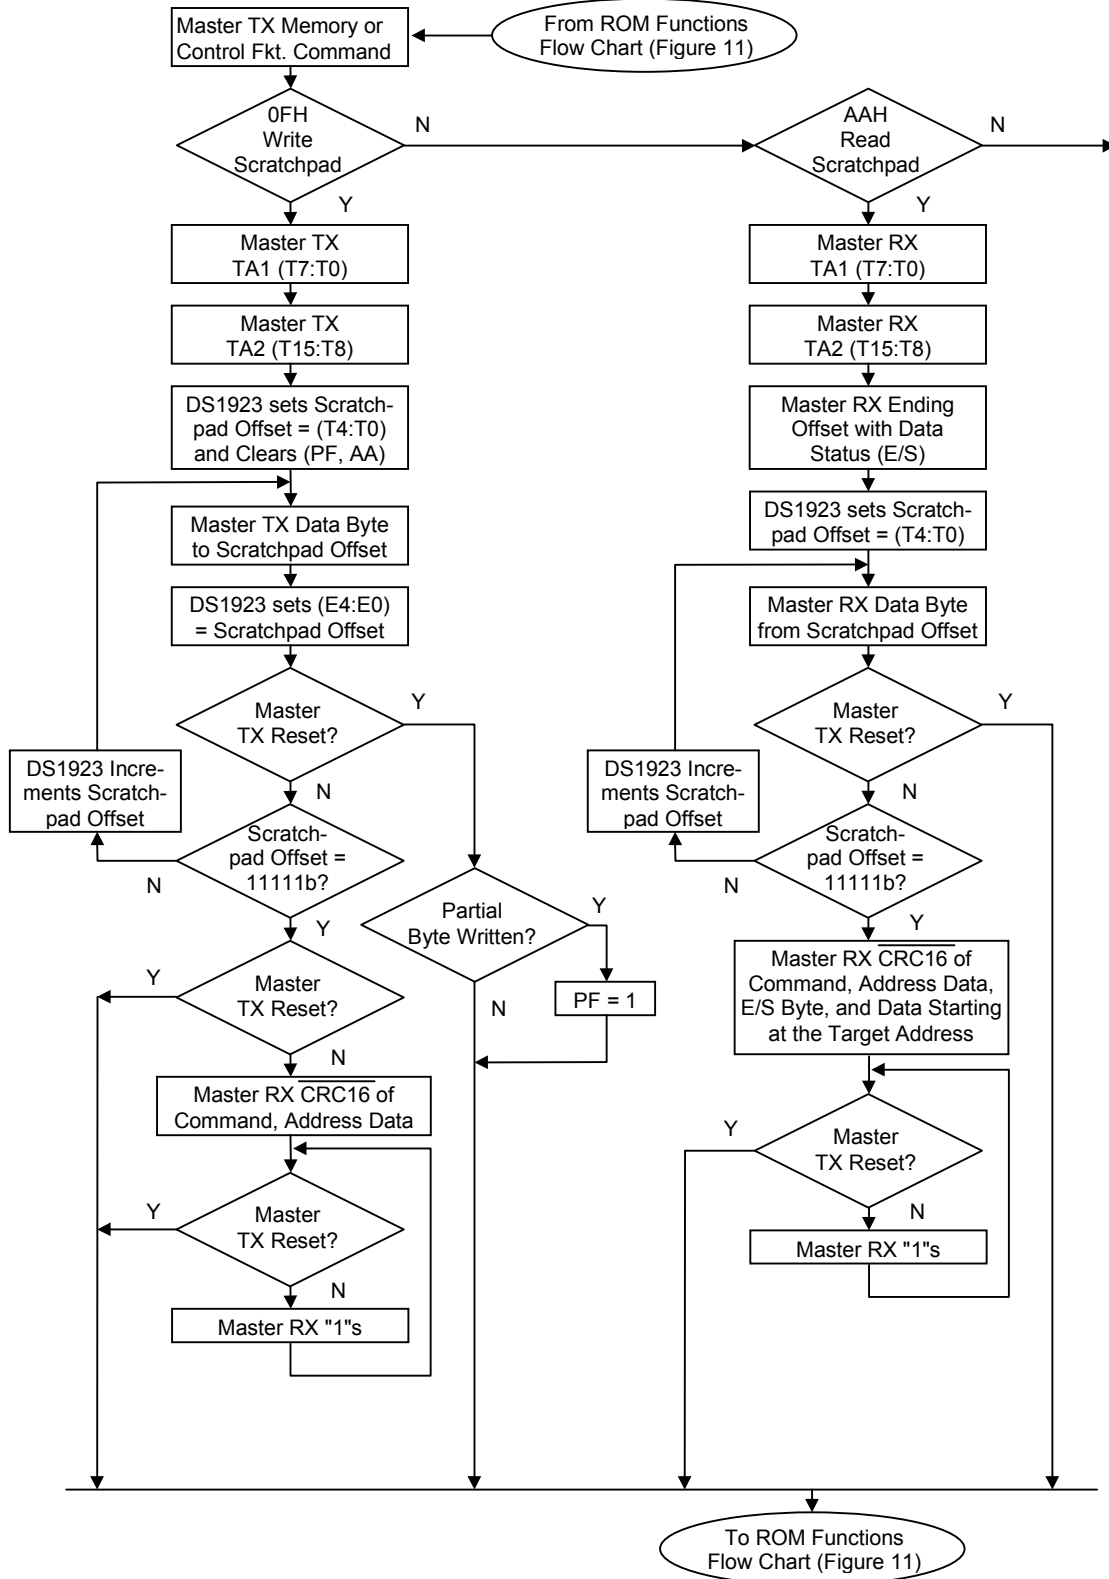 Master TX Memory or
Control Fkt. Command
From ROM Functions
Flow Chart (Figure 11)
0FH
Write
Scratchpad
N
Y
Master TX
TA1 (T7:T0)
Master TX
TA2 (T15:T8)
DS1923 sets Scratch-
pad Offset = (T4:T0)
and Clears (PF, AA)
Master TX Data Byte
to Scratchpad Offset
DS1923 sets (E4:E0)
= Scratchpad Offset
Master
TX Reset?
Y
N
DS1923 Incre-
ments Scratch-
pad Offset
Scratch-
pad Offset =
11111b?
N
Y
Partial
Byte Written?
Y
N
PF = 1
Master
TX Reset?
Y
N
Master RX CRC16 of
Command, Address Data
Master
TX Reset?
Y
N
Master RX "1"s
AAH
Read
Scratchpad
N
Y
Master RX
TA1 (T7:T0)
Master RX
TA2 (T15:T8)
Master RX Ending
Offset with Data
Status (E/S)
DS1923 sets Scratch-
pad Offset = (T4:T0)
Master RX Data Byte
from Scratchpad Offset
Master
TX Reset?
Y
N
DS1923 Incre-
ments Scratch-
pad Offset
Scratch-
pad Offset =
11111b?
N
Y
Master RX CRC16 of
Command, Address Data,
E/S Byte, and Data Starting
at the Target Address
Master
TX Reset?
Y
N
Master RX "1"s
To ROM Functions
Flow Chart (Figure 11)